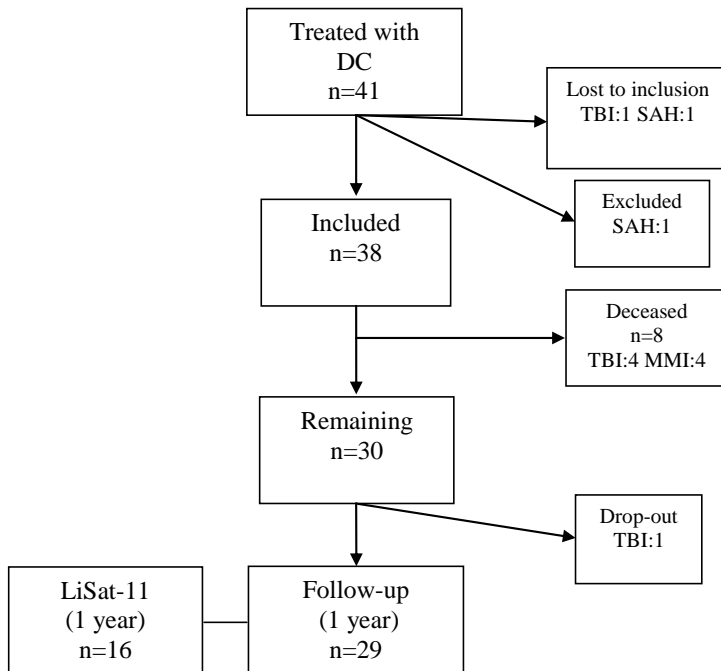 Treated with
DC
n=41
Lost to inclusion
TBI:1 SAH:1
Excluded
SAH:1
Included
n=38
Deceased
n=8
TBI:4 MMI:4
Remaining
n=30
Drop-out
TBI:1
LiSat-11
(1 year)
n=16
Follow-up
(1 year)
n=29